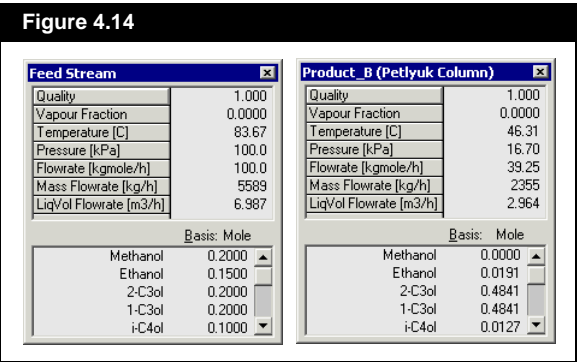 Figure 4.14
Feed Stream
Quality 1.000
Vapour Fraction 0.0000
Temperature [C] 83.67
Pressure [kPa] 100.0
Flowrate [kgmole/h] 100.0
Mass Flowrate [kg/h] 5589
LiqVol Flowrate [m3/h] 6.987
Basis: Mole
Methanol 0.2000
Ethanol 0.1500
2-C3ol 0.2000
1-C3ol 0.2000
i-C4ol 0.1000
Product_B (Petlyuk Column)
Quality 1.000
Vapour Fraction 0.0000
Temperature [C] 46.31
Pressure [kPa] 16.70
Flowrate [kgmole/h] 39.25
Mass Flowrate [kg/h] 2355
LiqVol Flowrate [m3/h] 2.964
Basis: Mole
Methanol 0.0000
Ethanol 0.0191
2-C3ol 0.4841
1-C3ol 0.4841
i-C4ol 0.0127